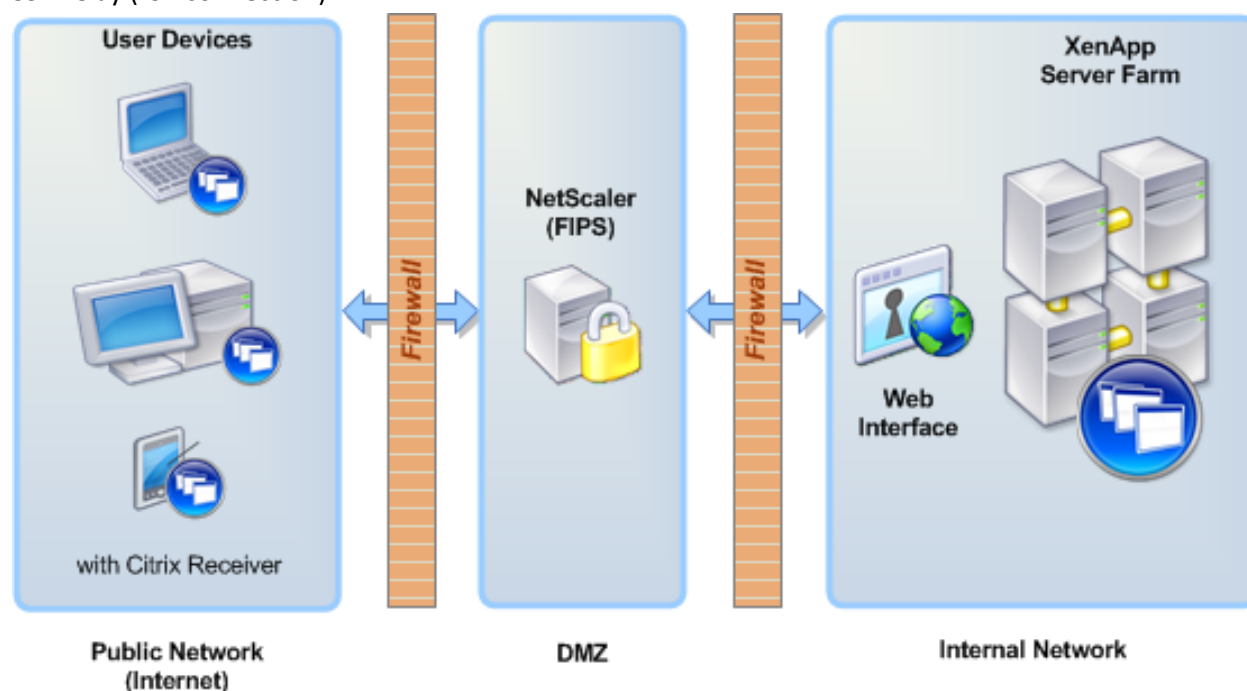 User Devices
with Citrix Receiver
Public Network
(Internet)
Firewall
NetScaler
(FIPS)
DMZ
Firewall
XenApp
Server Farm
Web
Interface
Internal Network